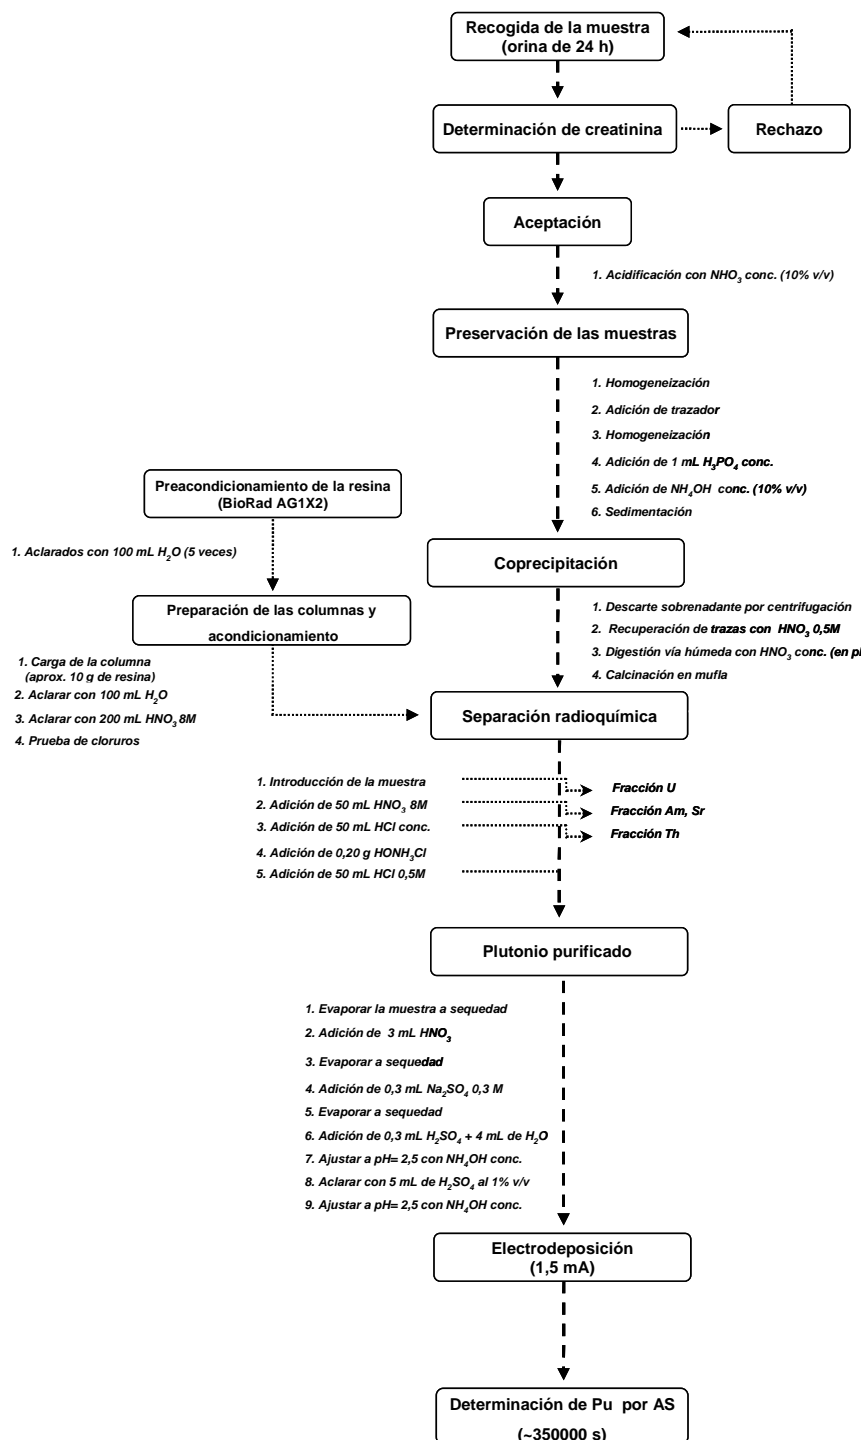 Recogida de la muestra
(orina de 24 h)
Determinación de creatinina
Rechazo
Aceptación
1. Acidificación con NHO3 conc. (10% v/v)
Preservación de las muestras
1. Homogeneización
2. Adición de trazador
3. Homogeneización
4. Adición de 1 mL H3PO4 conc.
5. Adición de NH4OH conc. (10% v/v)
6. Sedimentación
Preacondicionamiento de la resina
(BioRad AG1X2)
1. Aclarados con 100 mL H2O (5 veces)
Coprecipitación
Preparación de las columnas y
acondicionamiento
1. Descarte sobrenadante por centrifugación
2. Recuperación de trazas con HNO3 0,5M
3. Digestión vía húmeda con HNO3 conc. (en pl
4. Calcinación en mufla
1. Carga de la columna
(aprox. 10 g de resina)
2. Aclarar con 100 mL H2O
3. Aclarar con 200 mL HNO3 8M
4. Prueba de cloruros
Separación radioquímica
1. Introducción de la muestra
Fracción U
2. Adición de 50 mL HNO3 8M
Fracción Am, Sr
3. Adición de 50 mL HCl conc.
Fracción Th
4. Adición de 0,20 g HONH3Cl
5. Adición de 50 mL HCl 0,5M
Plutonio purificado
1. Evaporar la muestra a sequedad
2. Adición de 3 mL HNO3
3. Evaporar a sequedad
4. Adición de 0,3 mL Na2SO4 0,3 M
5. Evaporar a sequedad
6. Adición de 0,3 mL H2SO4 + 4 mL de H2O
7. Ajustar a pH= 2,5 con NH4OH conc.
8. Aclarar con 5 mL de H2SO4 al 1% v/v
9. Ajustar a pH= 2,5 con NH4OH conc.
Electrodeposición
(1,5 mA)
Determinación de Pu por AS
(~350000 s)